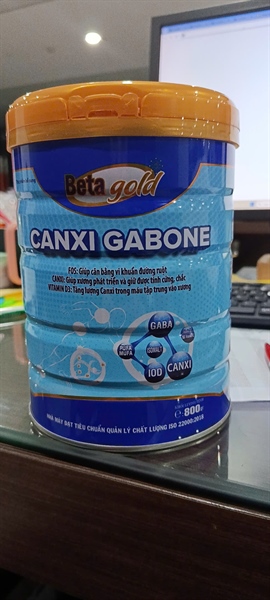 Beta gold
CANXI GABONE
FOS: Giúp cân bằng vi khuẩn đường ruột
CANXI: Giúp xương phát triển và giữ được tính cứng, chắc
VITAMIN D3: Tăng lượng Canxi trong máu tập trung vào xương
GABA
PUFA
MUFA
IOD
CANXI
800g
NHÀ MÁY ĐẠT TIÊU CHUẨN QUẢN LÝ CHẤT LƯỢNG ISO 22000:2018